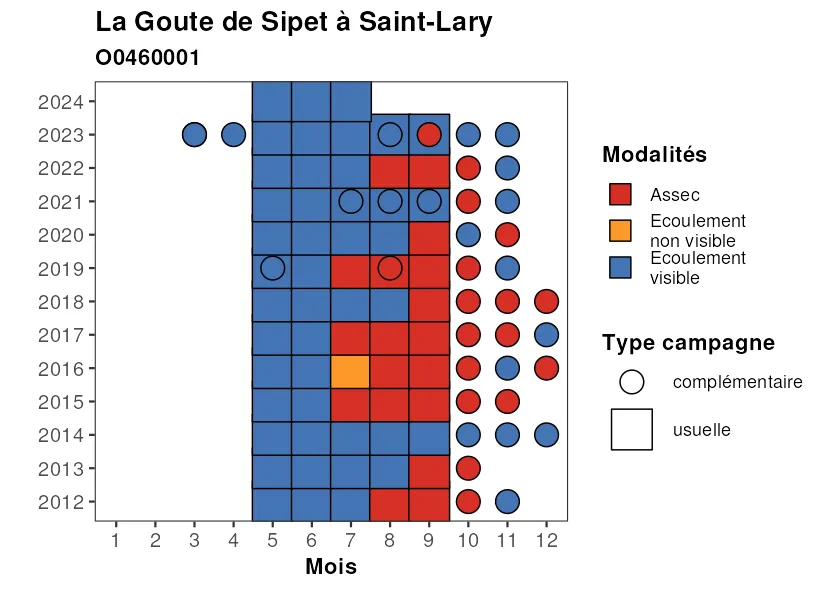 La Goute de Sipet à Saint-Lary
O0460001
2024
2023
2022
2021
2020
2019
2018
2017
2016
2015
2014
2013
2012
1 2 3 4 5 6 7 8 9 10 11 12
Mois
Modalités
Assec
Ecoulement
non visible
Ecoulement
visible
Type campagne
complémentaire
usuelle